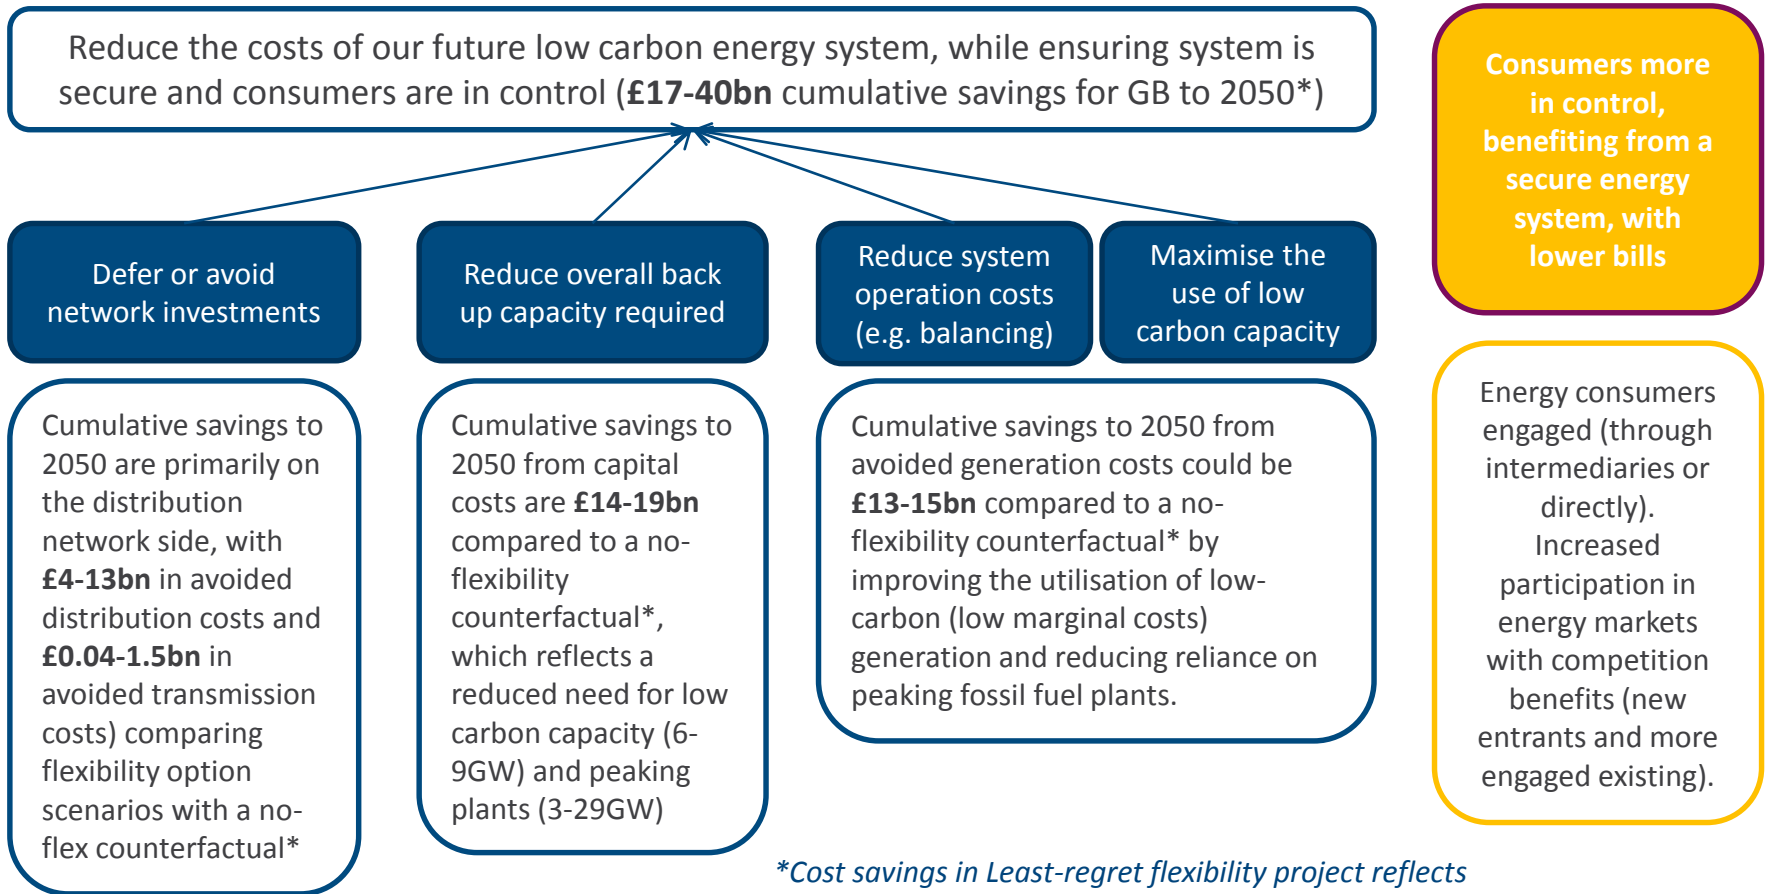 Reduce the costs of our future low carbon energy system, while ensuring system is
secure and consumers are in control (£17-40bn cumulative savings for GB to 2050*)
Consumers more
in control,
benefiting from a
secure energy
system, with
lower bills
Defer or avoid
network investments
Reduce overall back
up capacity required
Reduce system
operation costs
(e.g. balancing)
Maximise the
use of low
carbon capacity
Cumulative savings to
2050 are primarily on
the distribution
network side, with
£4-13bn in avoided
distribution costs and
£0.04-1.5bn in
avoided transmission
costs) comparing
flexibility option
scenarios with a no-
flex counterfactual*
Cumulative savings to
2050 from capital
costs are £14-19bn
compared to a no-
flexibility
counterfactual*,
which reflects a
reduced need for low
carbon capacity (6-
9GW) and peaking
plants (3-29GW)
Cumulative savings to 2050 from
avoided generation costs could be
£13-15bn compared to a no-
flexibility counterfactual* by
improving the utilisation of low-
carbon (low marginal costs)
generation and reducing reliance on
peaking fossil fuel plants.
Energy consumers
engaged (through
intermediaries or
directly).
Increased
participation in
energy markets
with competition
benefits (new
entrants and more
engaged existing).
*Cost savings in Least-regret flexibility project reflects